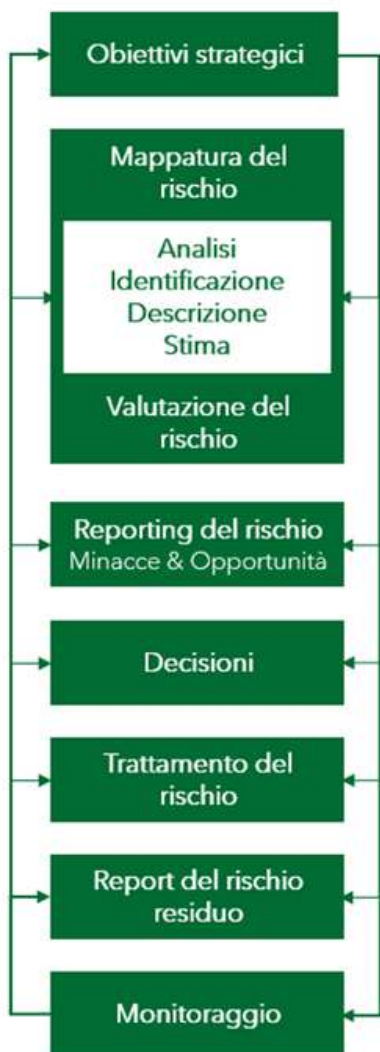 Obiettivi strategici
Mappatura del
rischio
Analisi
Identificazione
Descrizione
Stima
Valutazione del
rischio
Reporting del rischio
Minacce & Opportunità
Decisioni
Trattamento del
rischio
Report del rischio
residuo
Monitoraggio